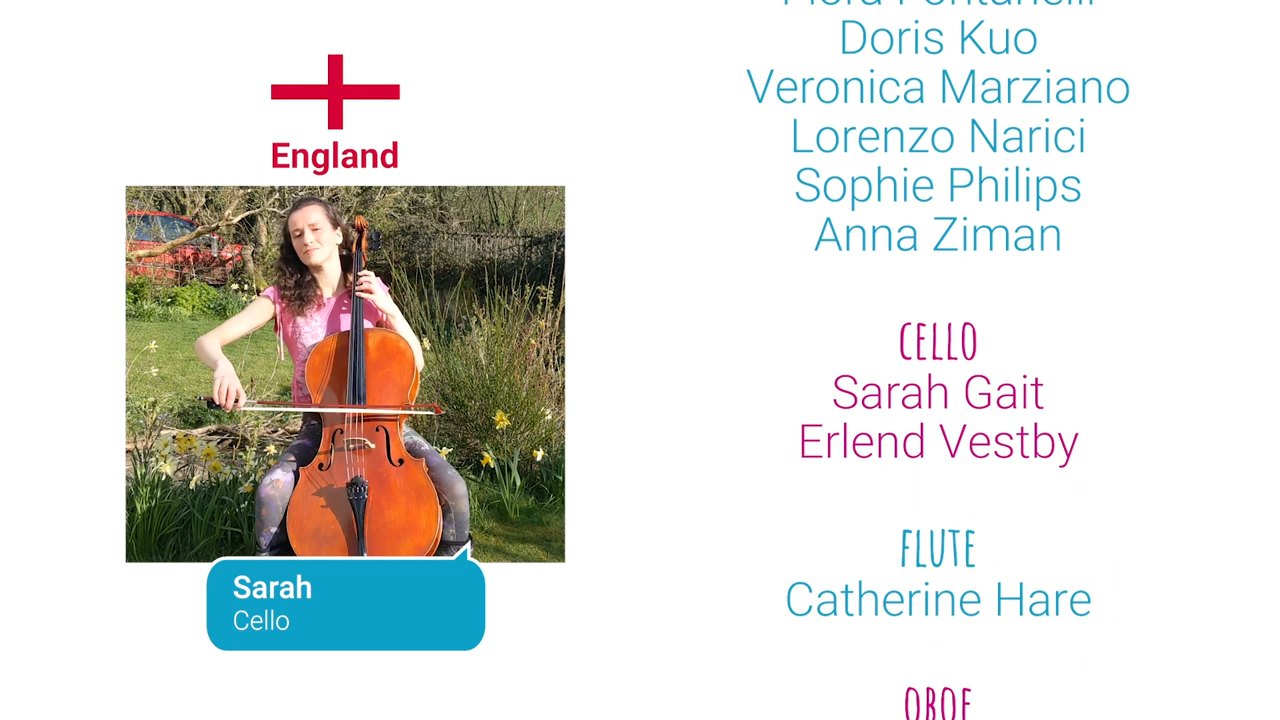 England
Sarah
Cello
Doris Kuo
Veronica Marziano
Lorenzo Narici
Sophie Philips
Anna Ziman
CELLO
Sarah Gait
Erlend Vestby
FLUTE
Catherine Hare
OBOE